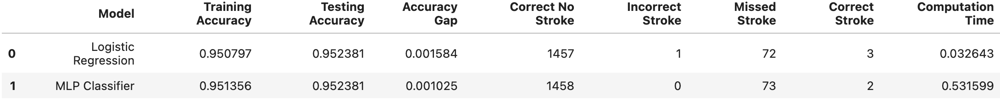 Model Training Accuracy Testing Accuracy Accuracy Gap Correct No Stroke Incorrect Stroke Missed Stroke Correct Stroke Computation Time
0 Logistic Regression 0.950797 0.952381 0.001584 1457 1 72 3 0.032643
1 MLP Classifier 0.951356 0.952381 0.001025 1458 0 73 2 0.531599